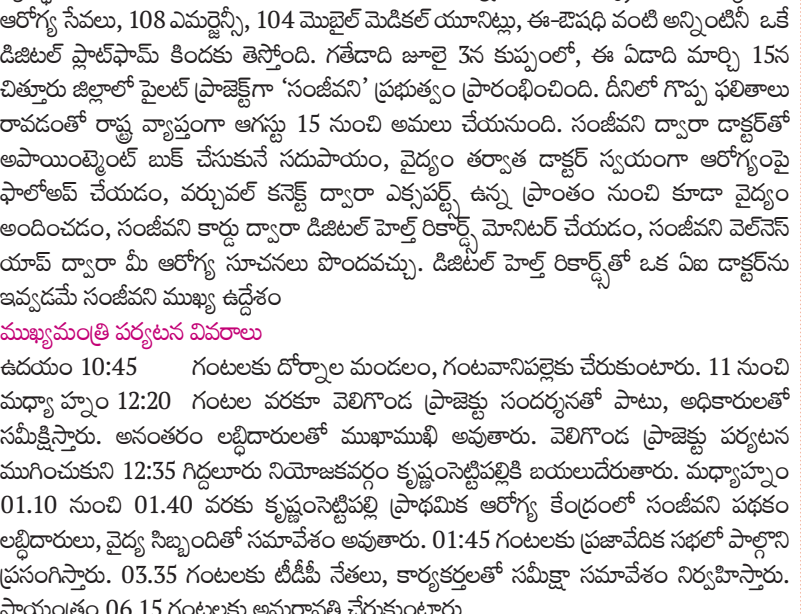 ఆరోగ్య సేవలు, 108 ఎమర్జెన్సీ, 104 మొబైల్ మెడికల్ యూనిట్లు, ఈ-ఔషధి వంటి అన్నింటినీ ఒకే
డిజిటల్ ప్లాట్‌ఫామ్ కిందకు తెస్తోంది. గతేడాది జూలై 3న కుప్పంలో, ఈ ఏడాది మార్చి 15న
చిత్తూరు జిల్లాలో పైలట్ ప్రాజెక్ట్‌గా ‘సంజీవని’ ప్రభుత్వం ప్రారంభించింది. దీనిలో గొప్ప ఫలితాలు
రావడంతో రాష్ట్ర వ్యాప్తంగా ఆగస్టు 15 నుంచి అమలు చేయనుంది. సంజీవని ద్వారా డాక్టర్‌తో
అపాయింట్మెంట్ బుక్ చేసుకునే సదుపాయం, వైద్యం తర్వాత డాక్టర్ స్వయంగా ఆరోగ్యంపై
ఫాలోఅప్ చేయడం, వర్చువల్ కనెక్ట్ ద్వారా ఎక్సపర్ట్స్ ఉన్న ప్రాంతం నుంచి కూడా వైద్యం
అందించడం, సంజీవని కార్డు ద్వారా డిజిటల్ హెల్త్ రికార్డ్స్ మోనిటర్ చేయడం, సంజీవని వెల్‌నెస్
యాప్ ద్వారా మీ ఆరోగ్య సూచనలు పొందవచ్చు. డిజిటల్ హెల్త్ రికార్డ్స్‌తో ఒక ఏఐ డాక్టర్‌ను
ఇవ్వడమే సంజీవని ముఖ్య ఉద్దేశం
ముఖ్యమంత్రి పర్యటన వివరాలు
ఉదయం 10:45 గంటలకు దోర్నాల మండలం, గంటవానిపల్లెకు చేరుకుంటారు. 11 నుంచి
మధ్యా హ్నం 12:20 గంటల వరకూ వెలిగొండ ప్రాజెక్టు సందర్శనతో పాటు, అధికారులతో
సమీక్షిస్తారు. అనంతరం లబ్ధిదారులతో ముఖాముఖి అవుతారు. వెలిగొండ ప్రాజెక్టు పర్యటన
ముగించుకుని 12:35 గిద్దలూరు నియోజకవర్గం కృష్ణంసెట్టిపల్లికి బయలుదేరుతారు. మధ్యాహ్నం
01.10 నుంచి 01.40 వరకు కృష్ణంసెట్టిపల్లి ప్రాథమిక ఆరోగ్య కేంద్రంలో సంజీవని పథకం
లబ్ధిదారులు, వైద్య సిబ్బందితో సమావేశం అవుతారు. 01:45 గంటలకు ప్రజావేదిక సభలో పాల్గొని
ప్రసంగిస్తారు. 03.35 గంటలకు టీడీపీ నేతలు, కార్యకర్తలతో సమీక్షా సమావేశం నిర్వహిస్తారు.
సాయంత్రం 06.15 గంటలకు అమరావతి చేరుకుంటారు